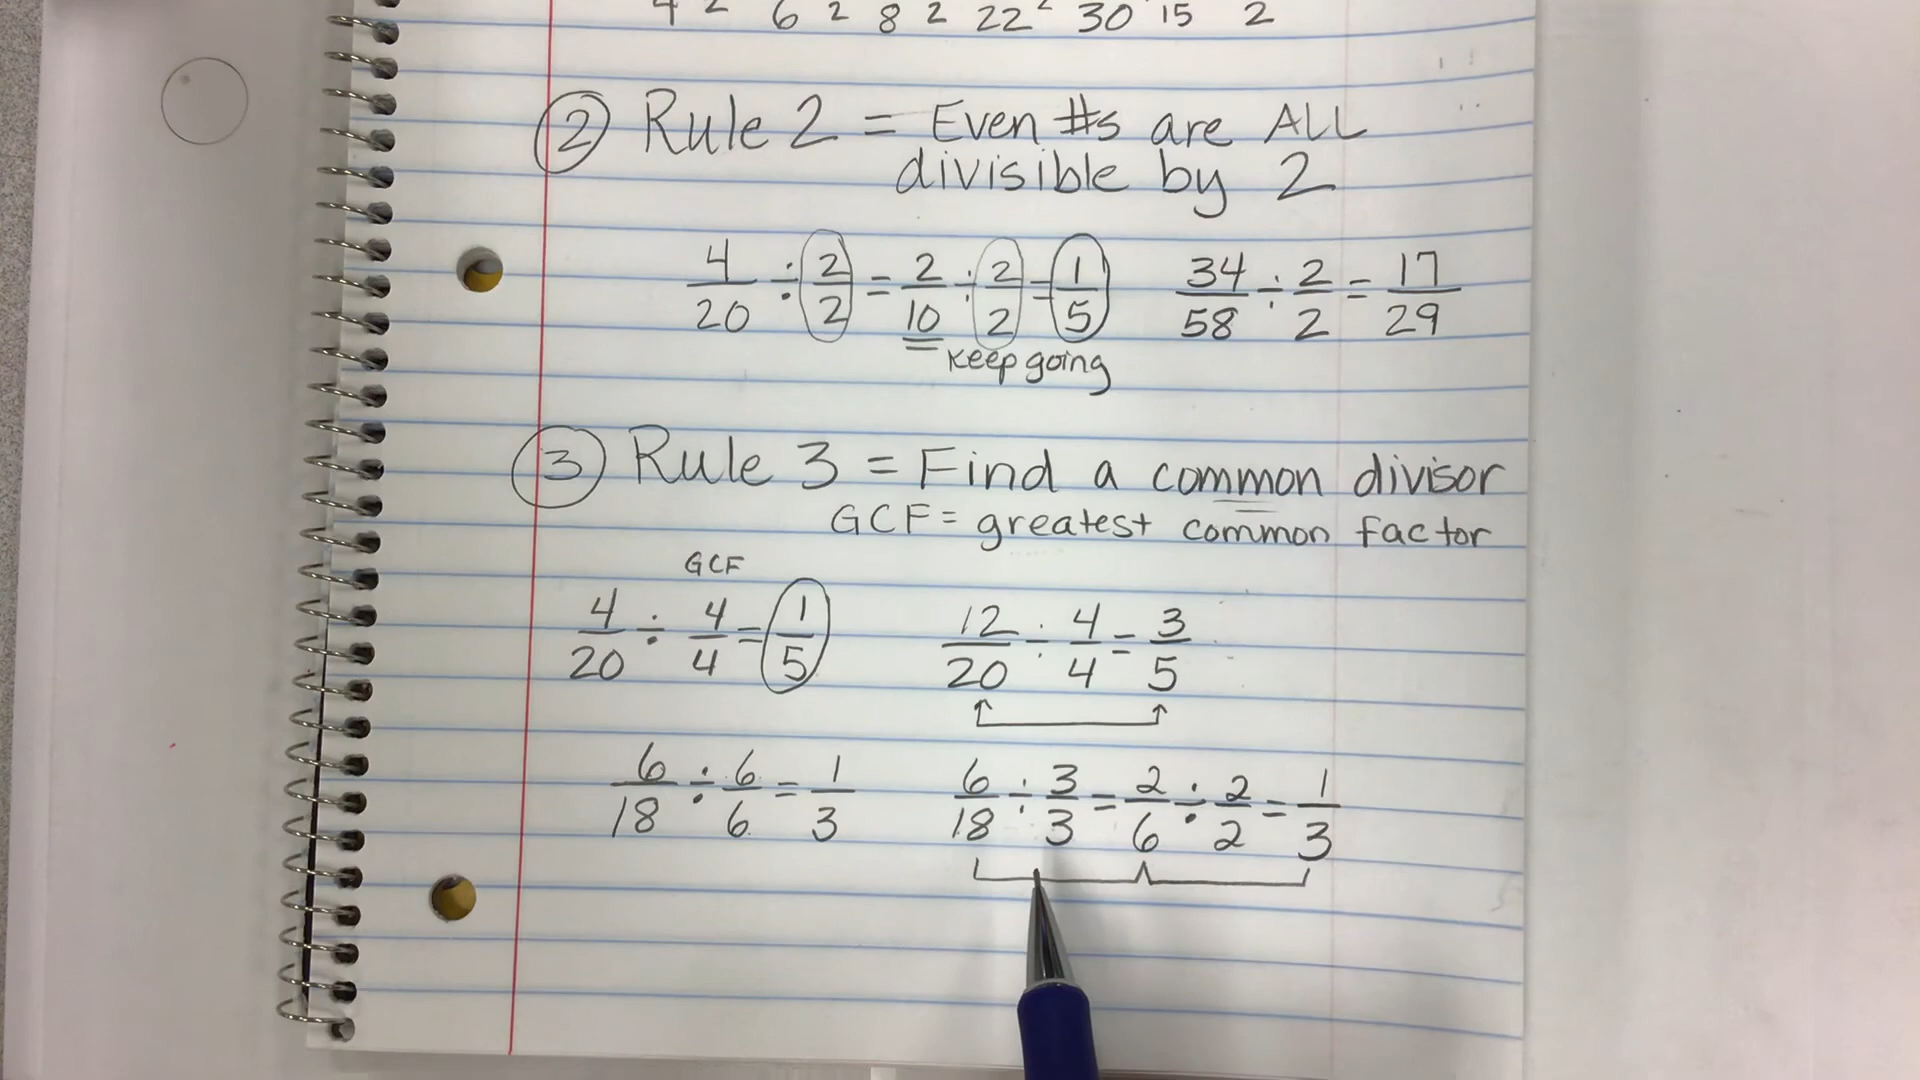 4 2 6 2 8 2 22 2 30 15 2
② Rule 2 = Even #s are ALL
divisible by 2
4/20 ÷ 2/2 = 2/10 ÷ 2/2 = 1/5 34/58 ÷ 2/2 = 17/29
keep going
③ Rule 3 = Find a common divisor
GCF = greatest common factor
GCF
4/20 ÷ 4/4 = 1/5 12/20 ÷ 4/4 = 3/5
6/18 ÷ 6/6 = 1/3 6/18 ÷ 3/3 = 2/6 ÷ 2/2 = 1/3